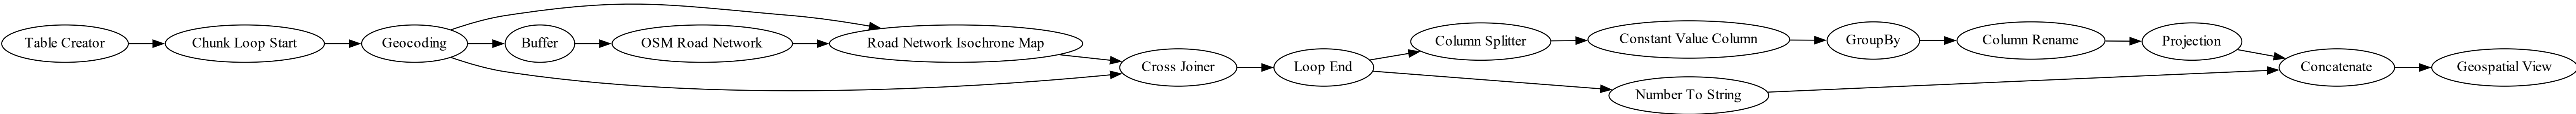 Table Creator
Chunk Loop Start
Geocoding
Buffer
OSM Road Network
Road Network Isochrone Map
Cross Joiner
Loop End
Column Splitter
Constant Value Column
GroupBy
Column Rename
Projection
Number To String
Concatenate
Geospatial View